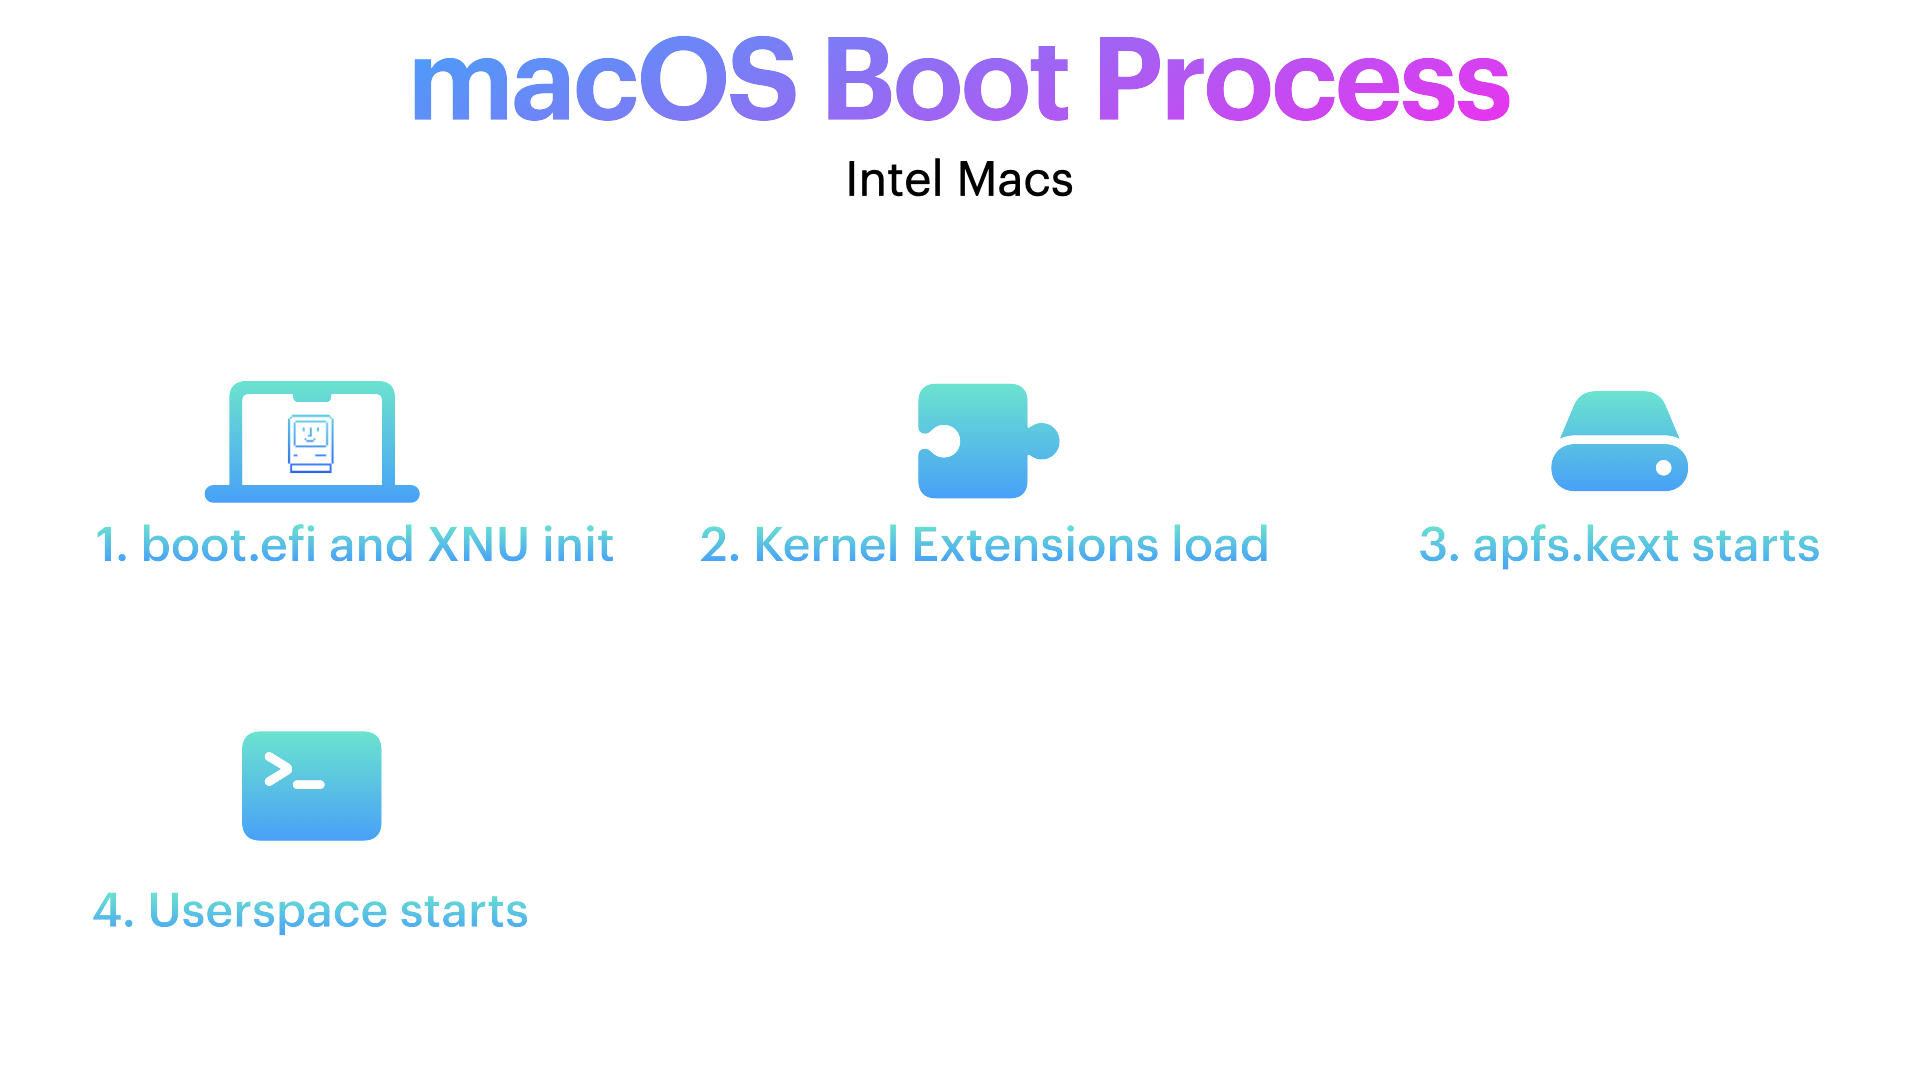 macOS Boot Process
Intel Macs
1. boot.efi and XNU init
2. Kernel Extensions load
3. apfs.kext starts
>_
4. Userspace starts